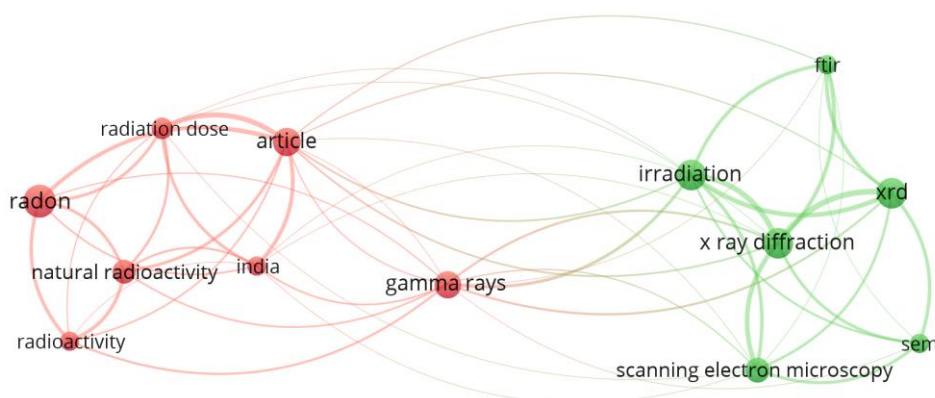 ftir
radiation dose
article
irradiation
xrd
radon
x ray diffraction
natural radioactivity
india
gamma rays
radioactivity
sem
scanning electron microscopy